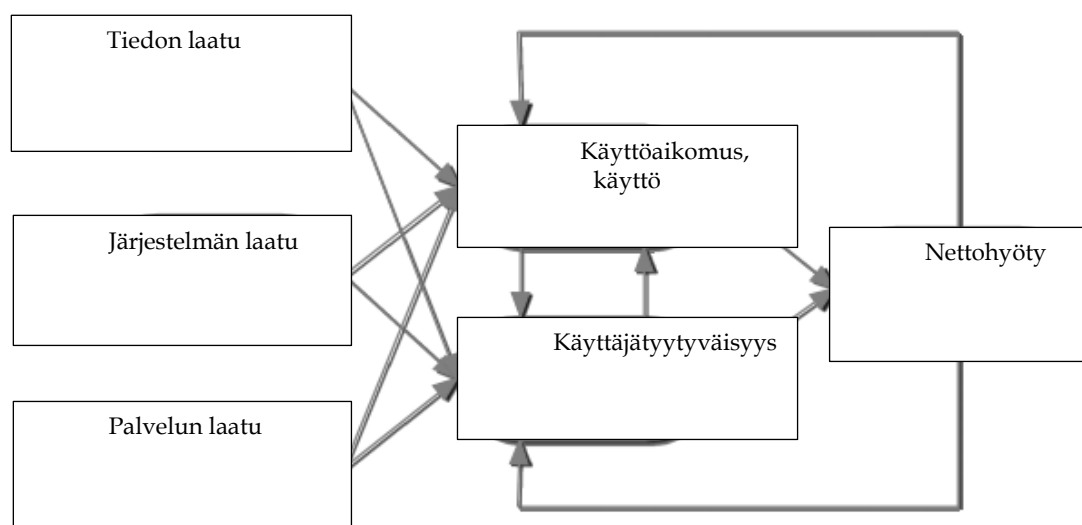 Tiedon laatu
Käyttöaikomus,
käyttö
Järjestelmän laatu
Nettohyöty
Käyttäjätyytyväisyys
Palvelun laatu